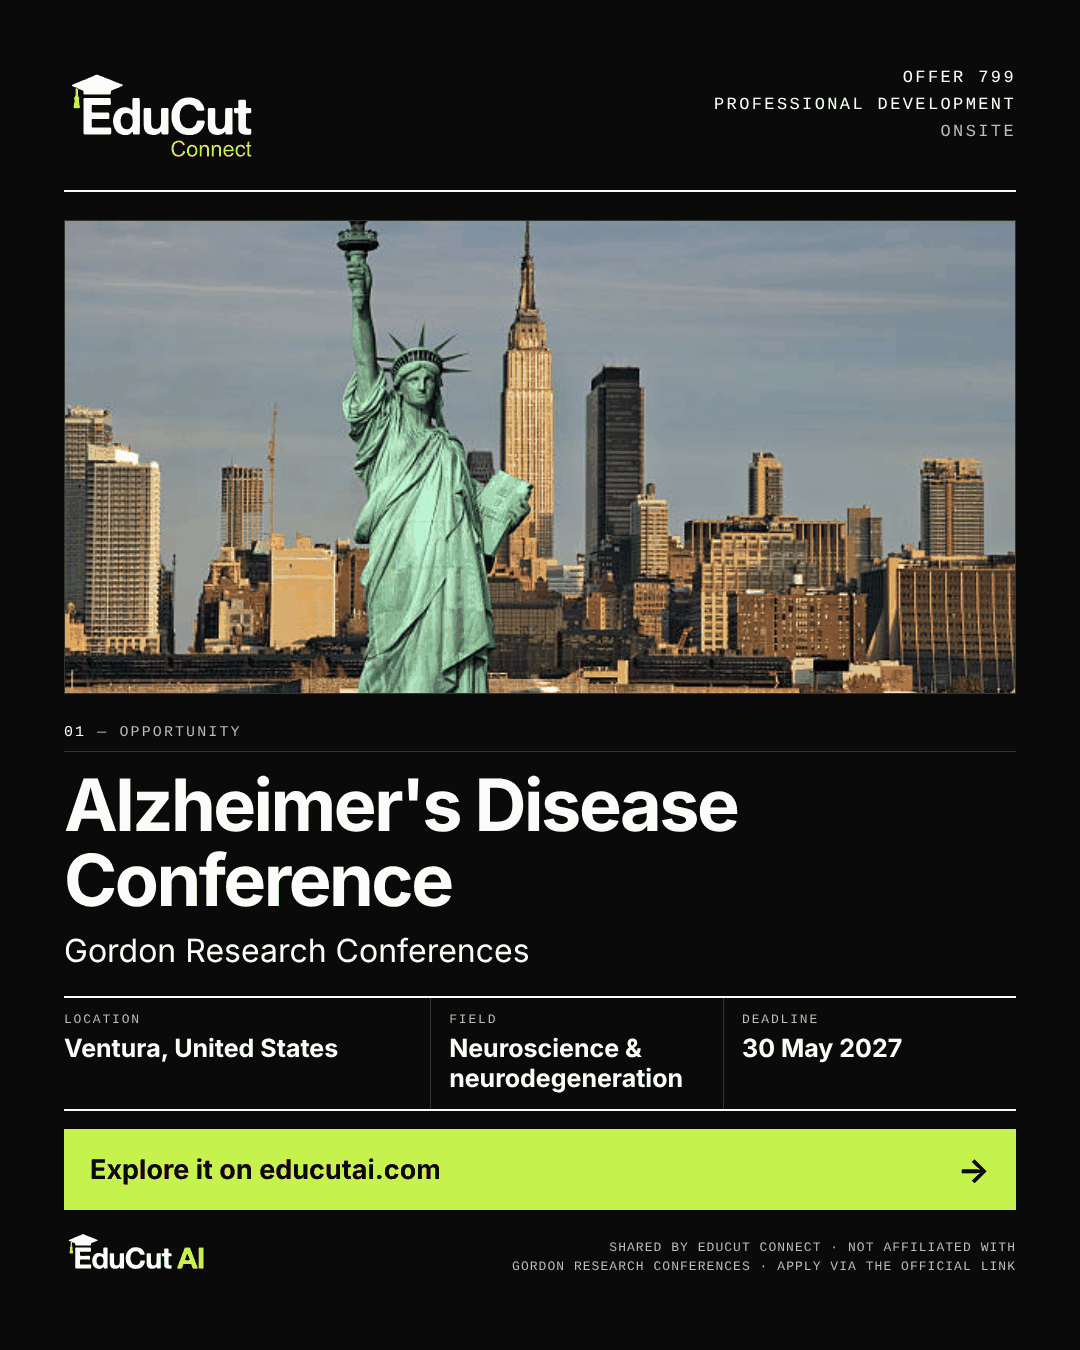 EduCut
Connect
OFFER 799
PROFESSIONAL DEVELOPMENT
ONSITE
01 — OPPORTUNITY
Alzheimer's Disease
Conference
Gordon Research Conferences
LOCATION
Ventura, United States
FIELD
Neuroscience &
neurodegeneration
DEADLINE
30 May 2027
Explore it on educutai.com →
EduCut AI
SHARED BY EDUCUT CONNECT · NOT AFFILIATED WITH
GORDON RESEARCH CONFERENCES · APPLY VIA THE OFFICIAL LINK